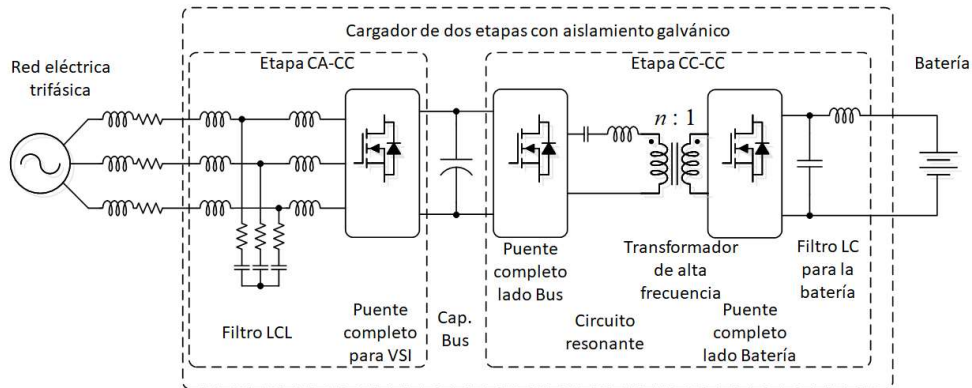 Cargador de dos etapas con aislamiento galvánico
Red eléctrica
trifásica
Etapa CA-CC
Etapa CC-CC
Batería
n : 1
Filtro LCL
Puente
completo
para VSI
Cap.
Bus
Puente
completo
lado Bus
Circuito
resonante
Transformador
de alta
frecuencia
Puente
completo
lado Batería
Filtro LC
para la
batería